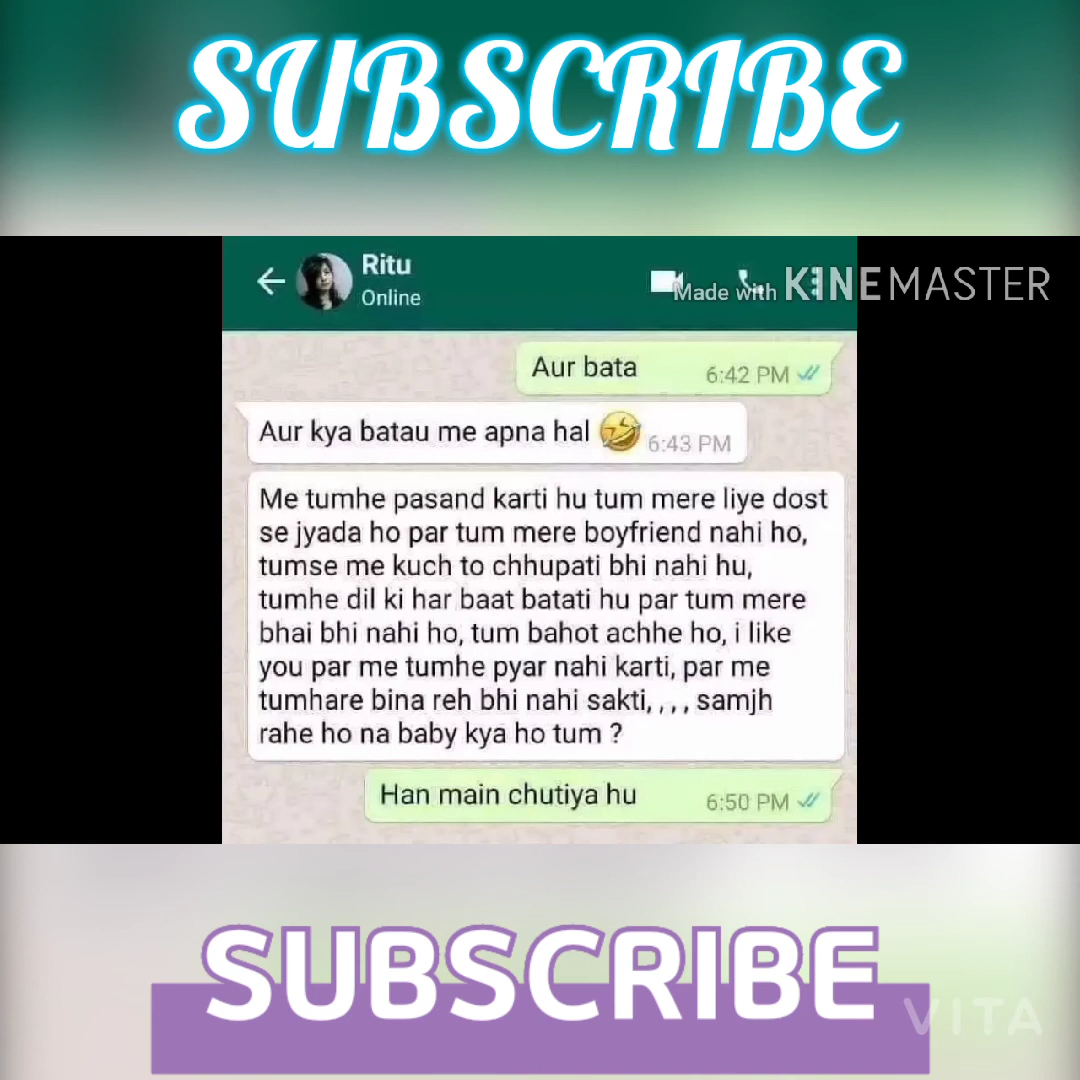 SUBSCRIBE
Ritu
Online
Made with KINEMASTER
Aur bata
6:42 PM
Aur kya batau me apna hal 🤣
6:43 PM
Me tumhe pasand karti hu tum mere liye dost
se jyada ho par tum mere boyfriend nahi ho,
tumse me kuch to chhupati bhi nahi hu,
tumhe dil ki har baat batati hu par tum mere
bhai bhi nahi ho, tum bahot achhe ho, i like
you par me tumhe pyar nahi karti, par me
tumhare bina reh bhi nahi sakti, , , , samjh
rahe ho na baby kya ho tum ?
Han main chutiya hu
6:50 PM
SUBSCRIBE
VITA